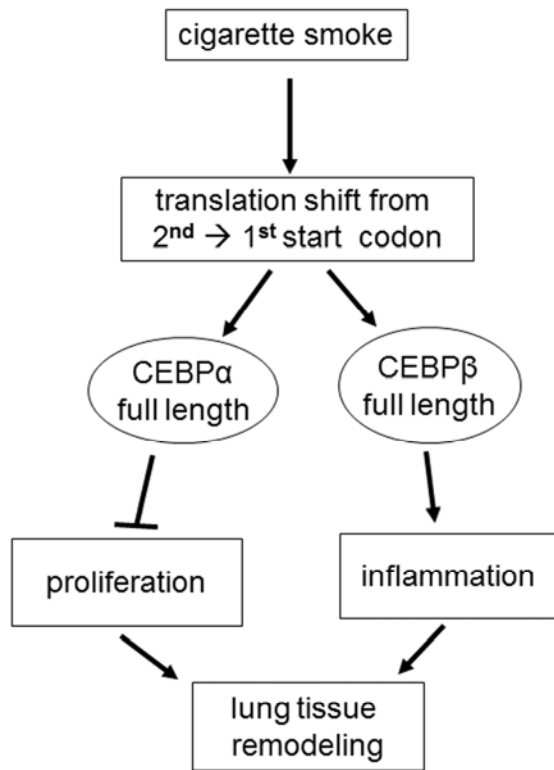 cigarette smoke
translation shift from
2nd → 1st start codon
CEBPα
full length
CEBPβ
full length
proliferation
inflammation
lung tissue
remodeling